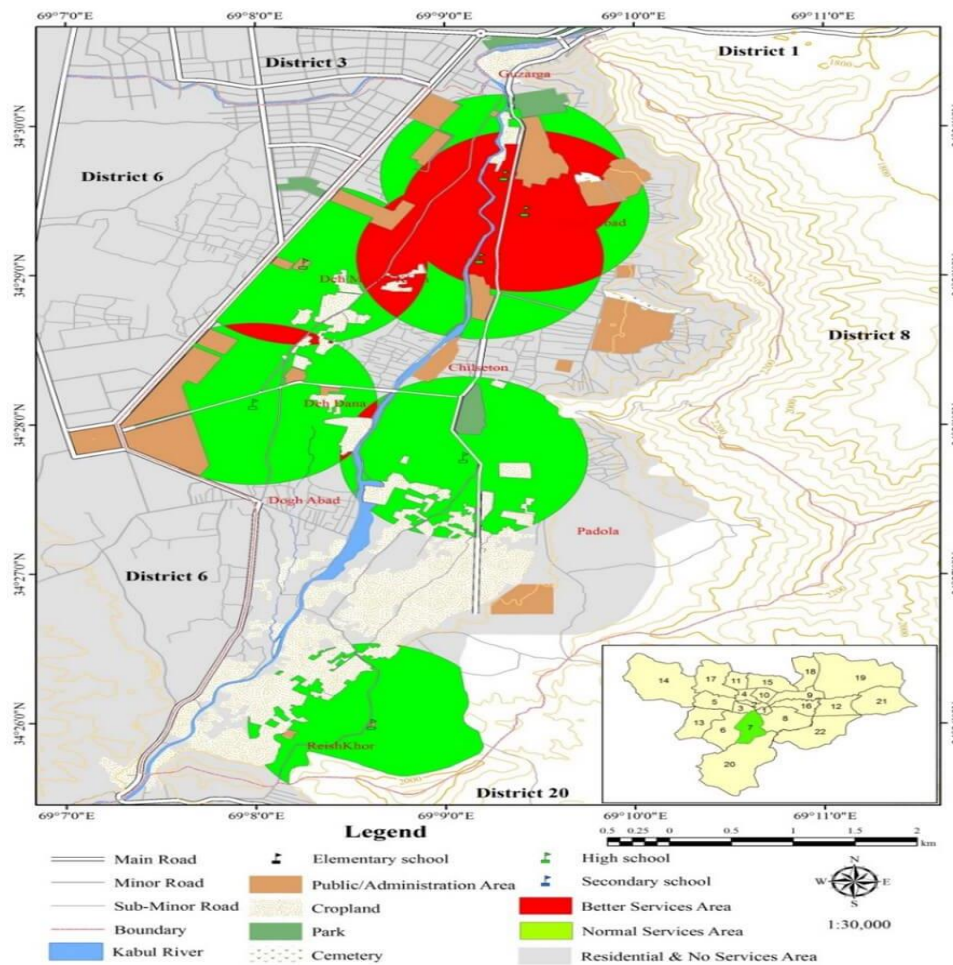 69°7'0"E 69°8'0"E 69°9'0"E 69°10'0"E 69°11'0"E
District 1
District 3
Guzarga
1800
34°30'0"N
District 6
34°29'0"N
2200
District 8
Chilseton
Deh Dana
34°28'0"N
Dogh Abad
Padola
34°27'0"N
District 6
2200
34°26'0"N
ReishKhor
2000
District 20
14 17 11 15 18 19
4 10 9
5 3 1 16 12 21
13 6 7 8 22
20
69°7'0"E 69°8'0"E 69°9'0"E 69°10'0"E 69°11'0"E
Legend
0.5 0.25 0 0.5 1 1.5 2
km
Main Road
Elementary school
High school
Minor Road
Public/Administration Area
Secondary school
Sub-Minor Road
Cropland
Better Services Area
Boundary
Park
Normal Services Area
Kabul River
Cemetery
Residential & No Services Area
N
W E
S
1:30,000